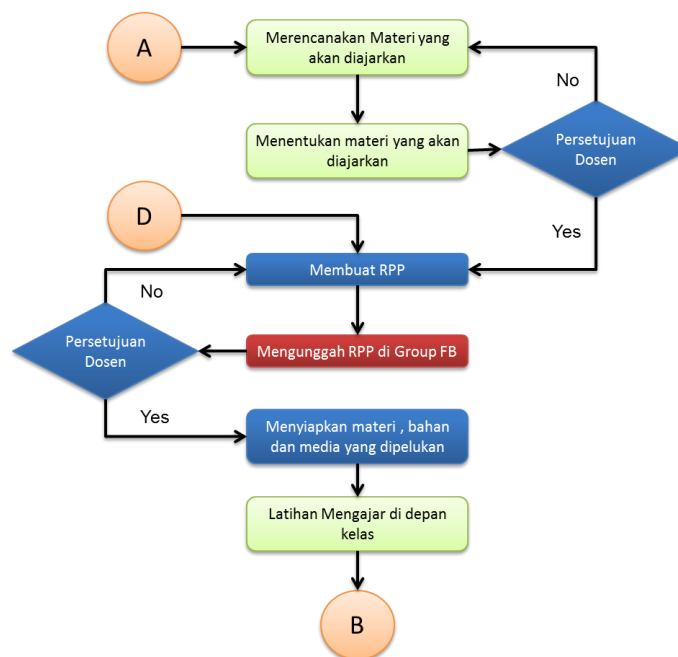 A
Merencanakan Materi yang
akan diajarkan
No
Menentukan materi yang akan
diajarkan
Persetujuan
Dosen
D
Yes
Membuat RPP
No
Persetujuan
Dosen
Mengunggah RPP di Group FB
Yes
Menyiapkan materi , bahan
dan media yang dipelukan
Latihan Mengajar di depan
kelas
B